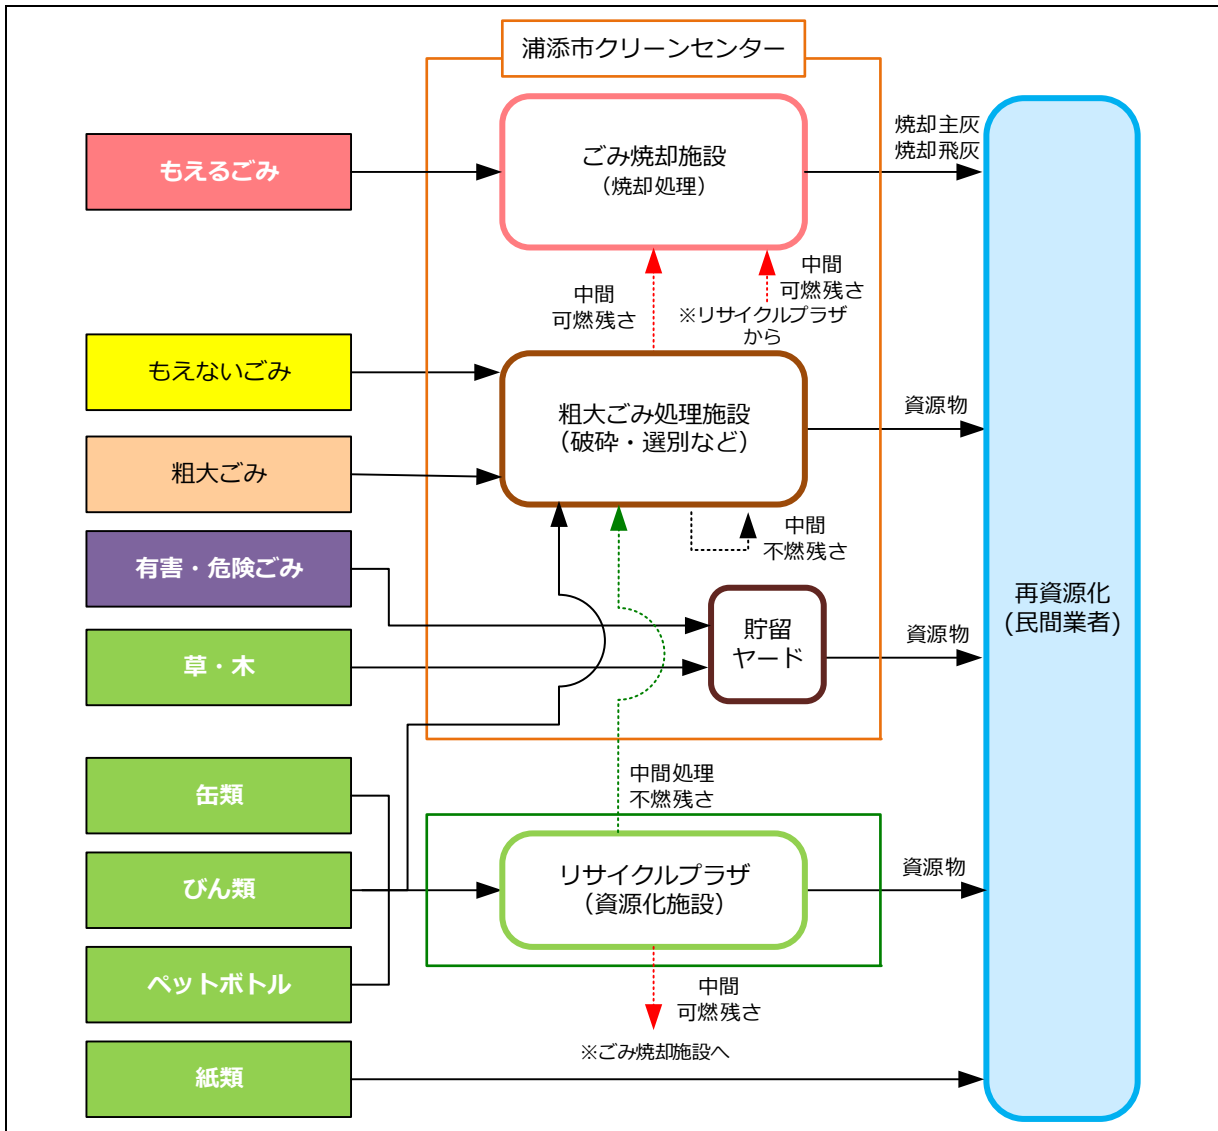 浦添市クリーンセンター
もえるごみ
ごみ焼却施設
（焼却処理）
焼却主灰
焼却飛灰
中間
可燃残さ
中間
可燃残さ
※リサイクルプラザ
から
もえないごみ
粗大ごみ
粗大ごみ処理施設
（破砕・選別など）
資源物
中間
不燃残さ
有害・危険ごみ
草・木
貯留
ヤード
資源物
再資源化
(民間業者)
中間処理
不燃残さ
缶類
びん類
ペットボトル
リサイクルプラザ
（資源化施設）
資源物
中間
可燃残さ
※ごみ焼却施設へ
紙類